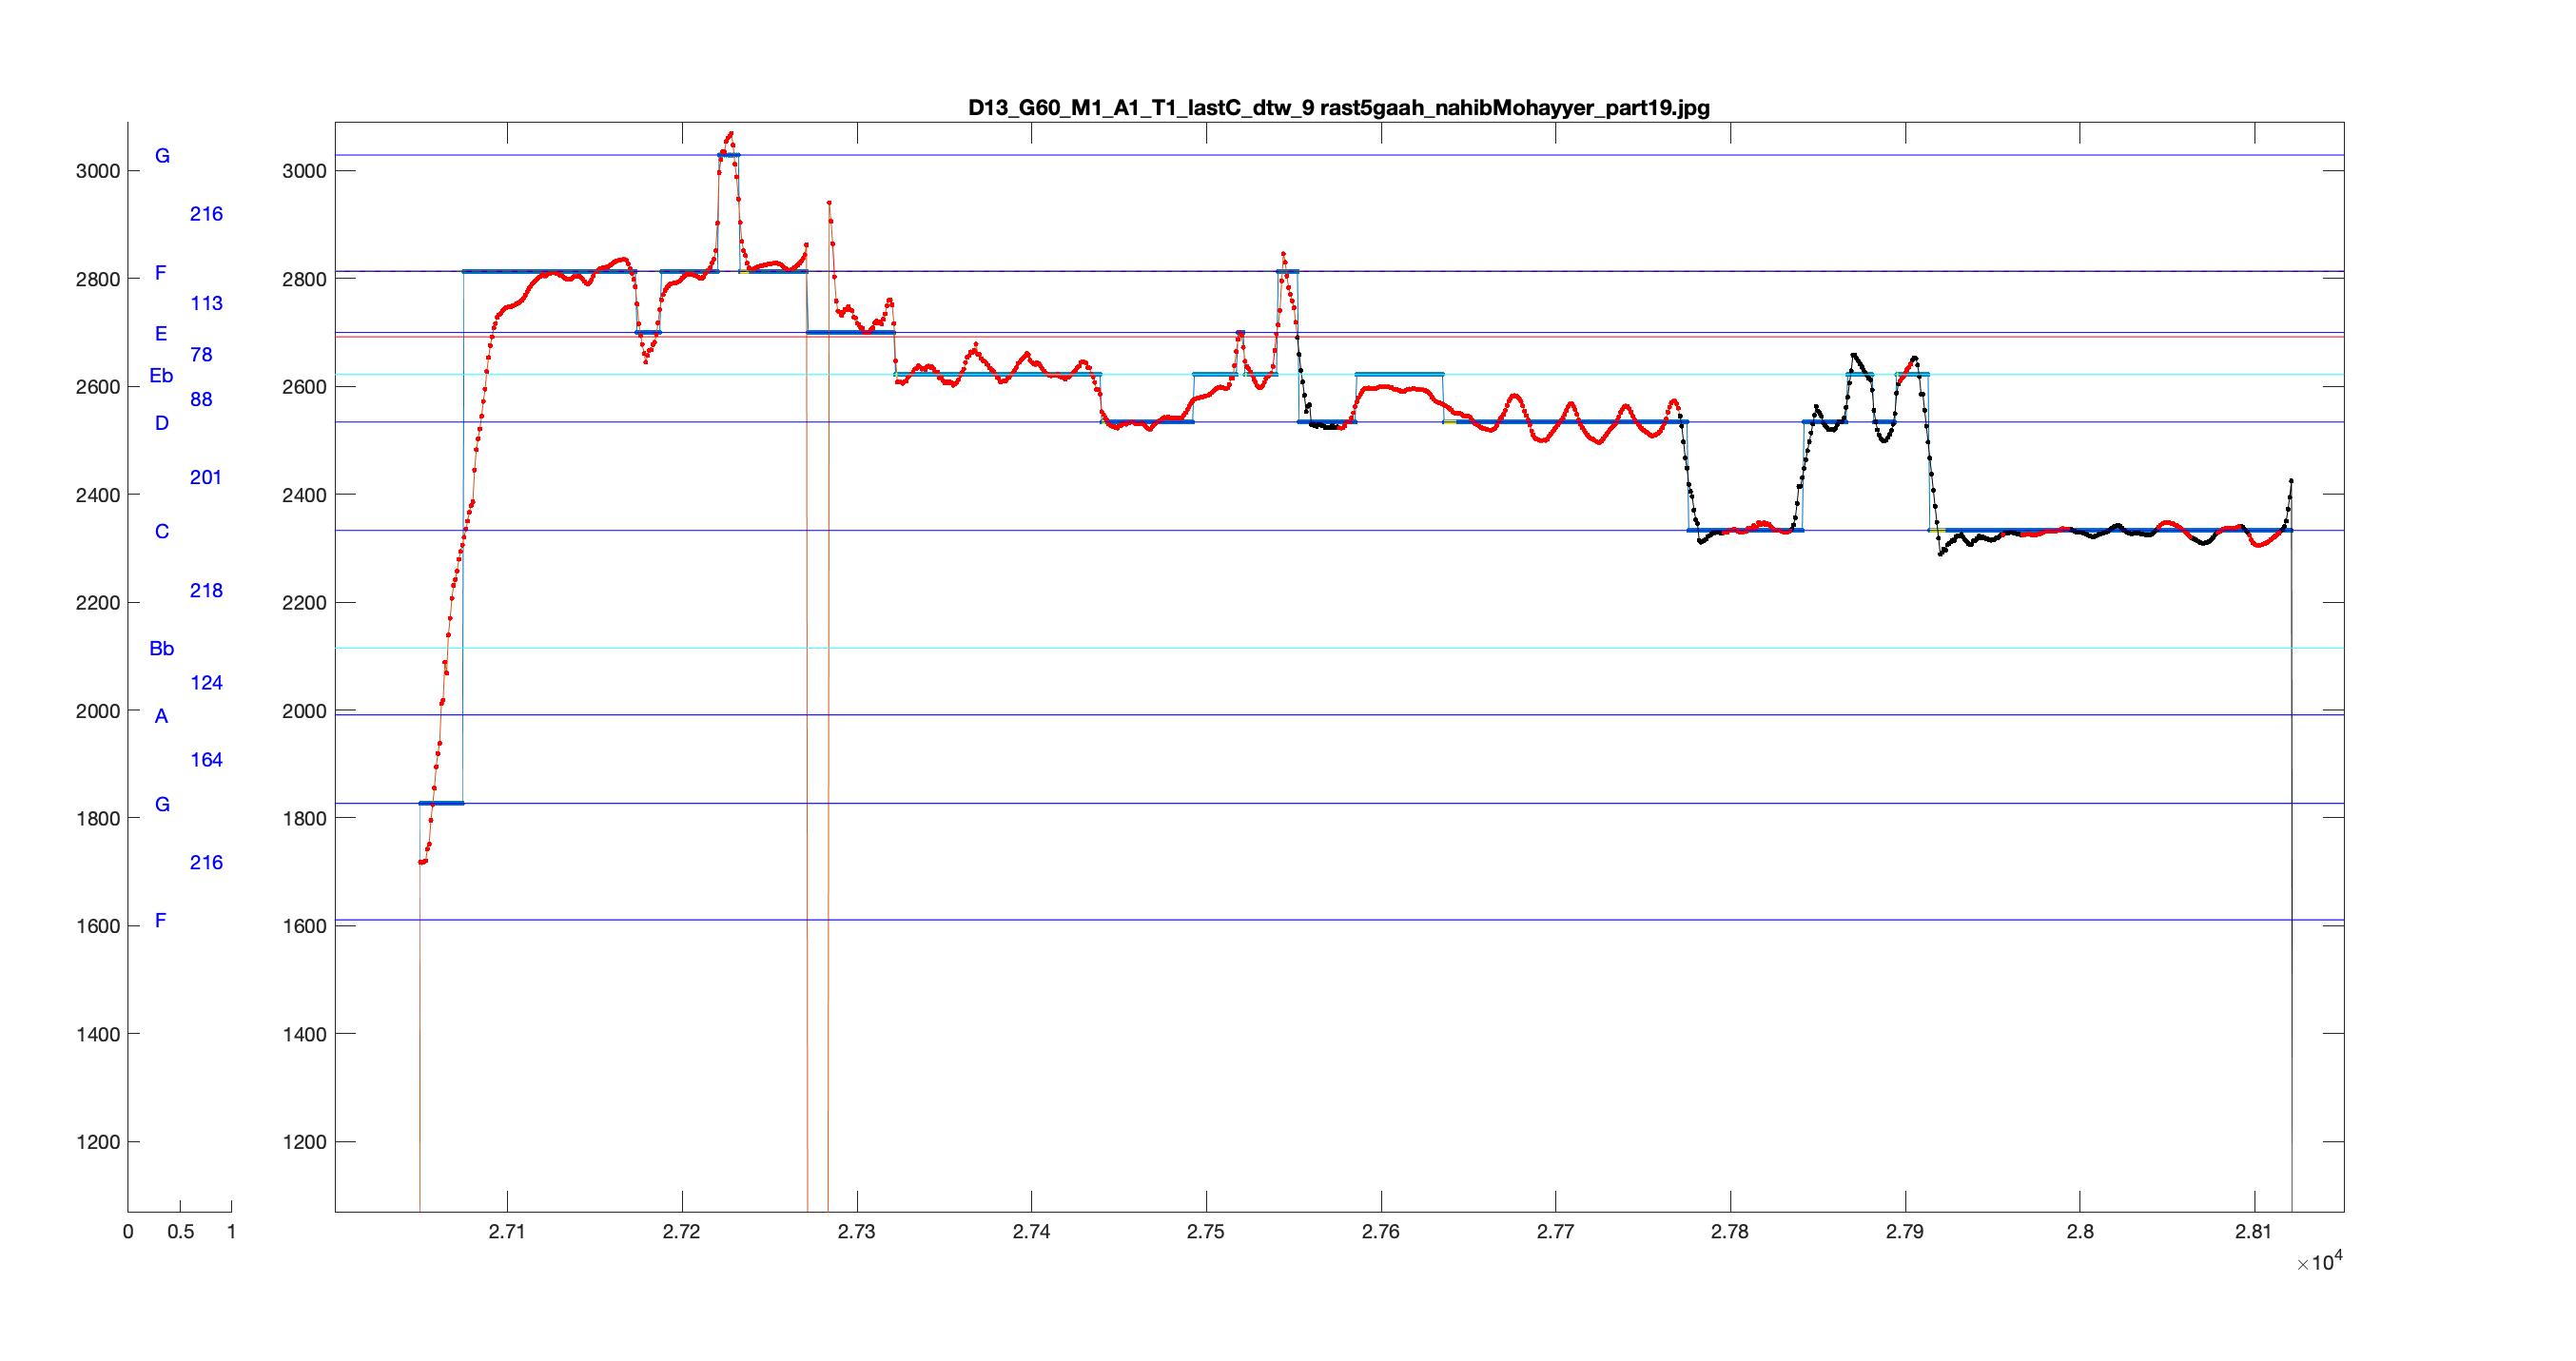 D13_G60_M1_A1_T1_lastC_dtw_9 rast5gaah_nahibMohayyer_part19.jpg
3000
2800
2600
2400
2200
2000
1800
1600
1400
1200
0 0.5 1
G
216
F
113
E
78
Eb
88
D
201
C
218
Bb
124
A
164
G
216
F
3000
2800
2600
2400
2200
2000
1800
1600
1400
1200
2.71 2.72 2.73 2.74 2.75 2.76 2.77 2.78 2.79 2.8 2.81
×10⁴